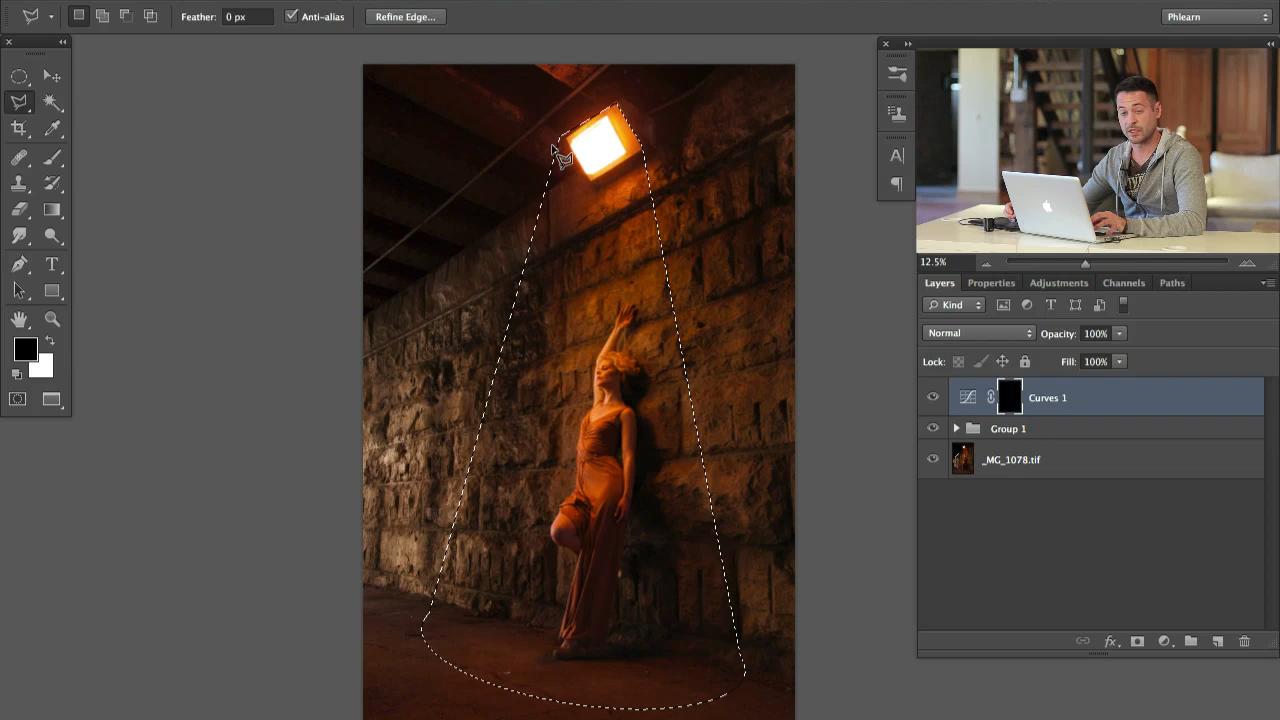 Feather: 0 px Anti-alias Refine Edge... Phlearn
12.5%
Layers Properties Adjustments Channels Paths
Kind
Normal Opacity: 100%
Lock: Fill: 100%
Curves 1
Group 1
_MG_1078.tif